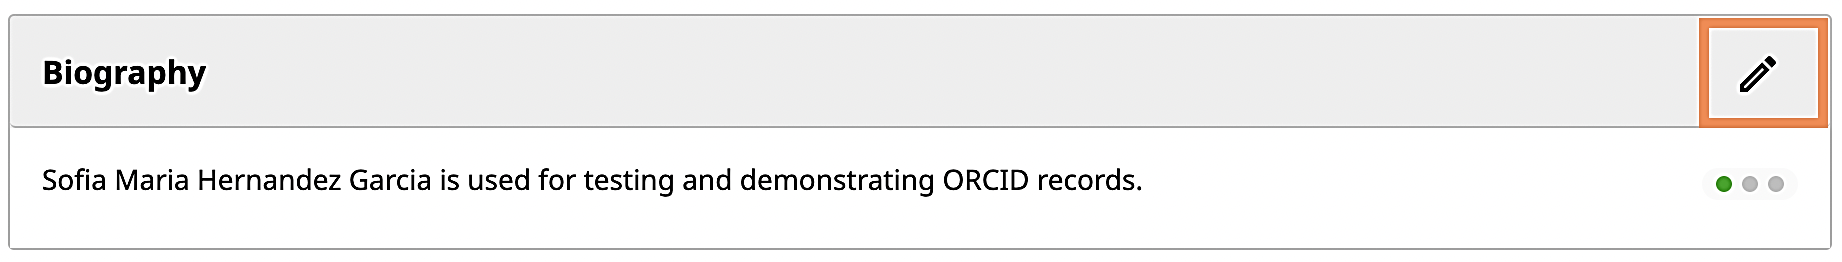 Biography
Sofia Maria Hernandez Garcia is used for testing and demonstrating ORCID records.